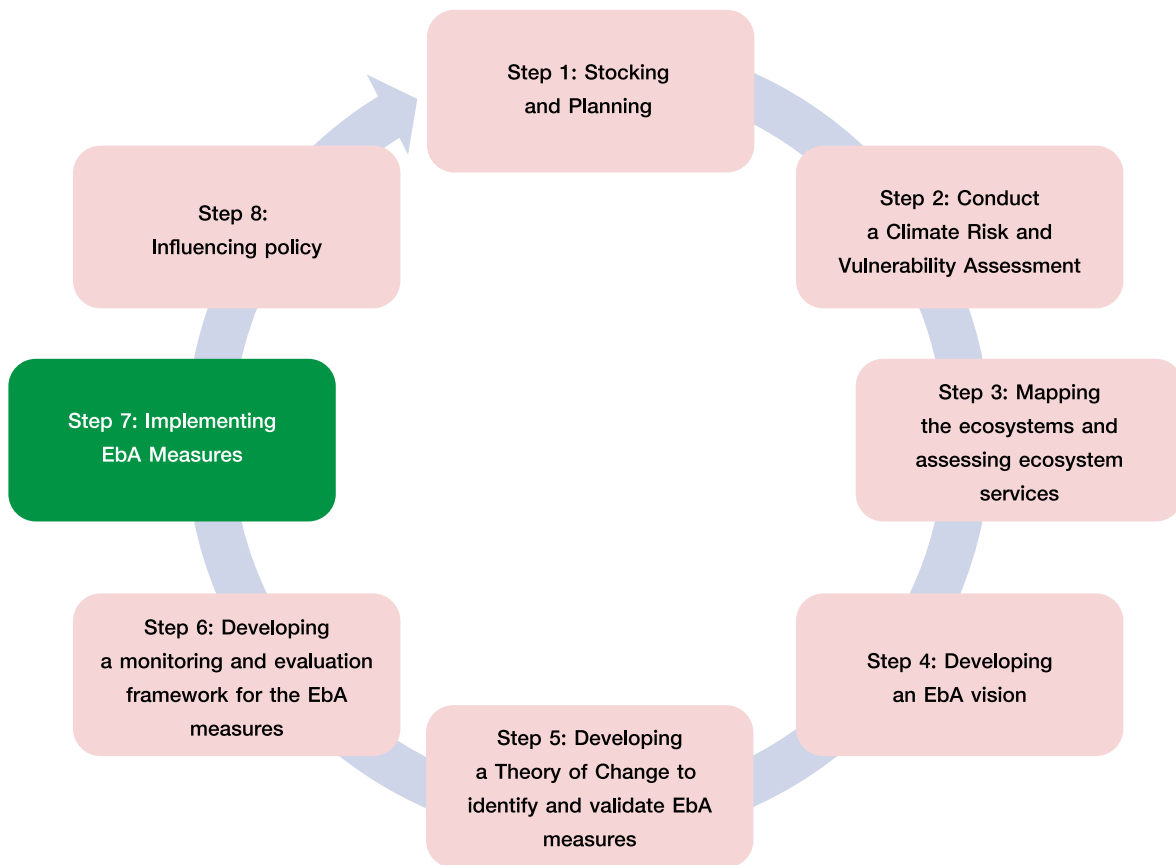 Step 1: Stocking
and Planning
Step 2: Conduct
a Climate Risk and
Vulnerability Assessment
Step 3: Mapping
the ecosystems and
assessing ecosystem
services
Step 4: Developing
an EbA vision
Step 5: Developing
a Theory of Change to
identify and validate EbA
measures
Step 6: Developing
a monitoring and evaluation
framework for the EbA
measures
Step 7: Implementing
EbA Measures
Step 8:
Influencing policy